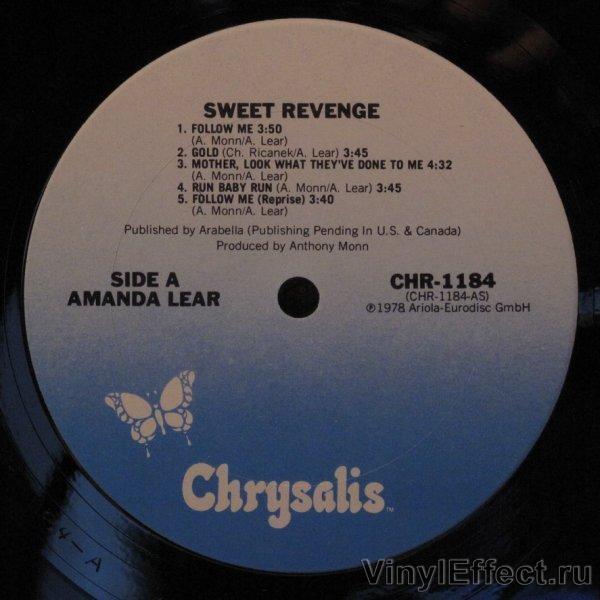 SWEET REVENGE
1. FOLLOW ME 3:50
(A. Monn/A. Lear)
2. GOLD (Ch. Ricanek/A. Lear) 3:45
3. MOTHER, LOOK WHAT THEY'VE DONE TO ME 4:32
(A. Monn/A. Lear)
4. RUN BABY RUN (A. Monn/A. Lear) 3:45
5. FOLLOW ME (Reprise) 3:40
(A. Monn/A. Lear)
Published by Arabella (Publishing Pending In U.S. & Canada)
Produced by Anthony Monn
SIDE A
AMANDA LEAR
CHR-1184
(CHR-1184-AS)
℗1978 Ariola-Eurodisc GmbH
Chrysalis™
4-A
VinylEffect.ru